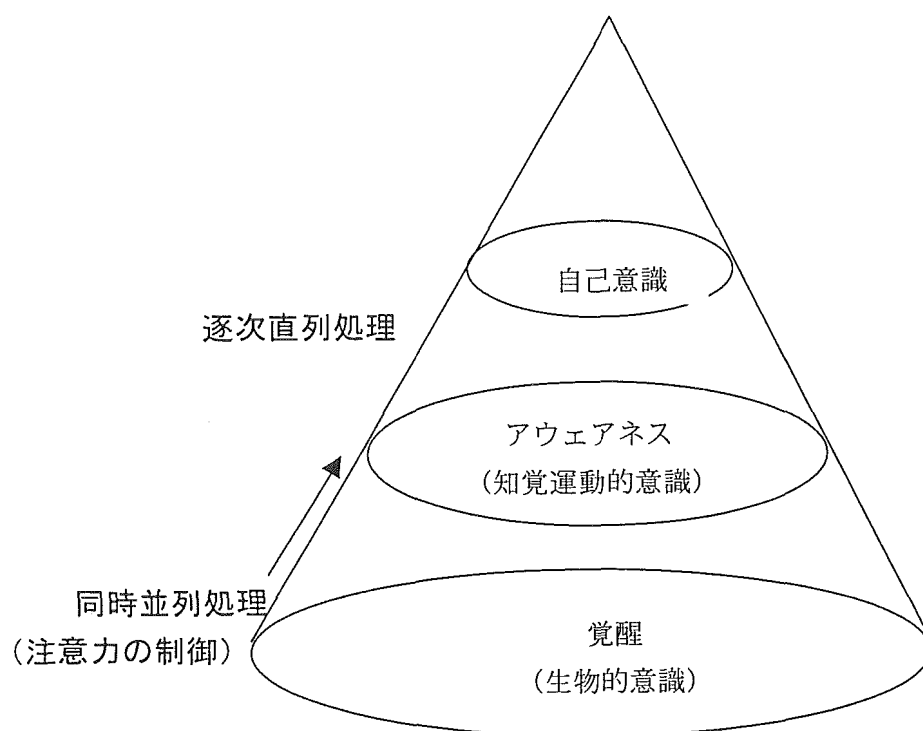 自己意識
逐次直列処理
アウェアネス
(知覚運動的意識)
同時並列処理
(注意力の制御)
覚醒
(生物的意識)